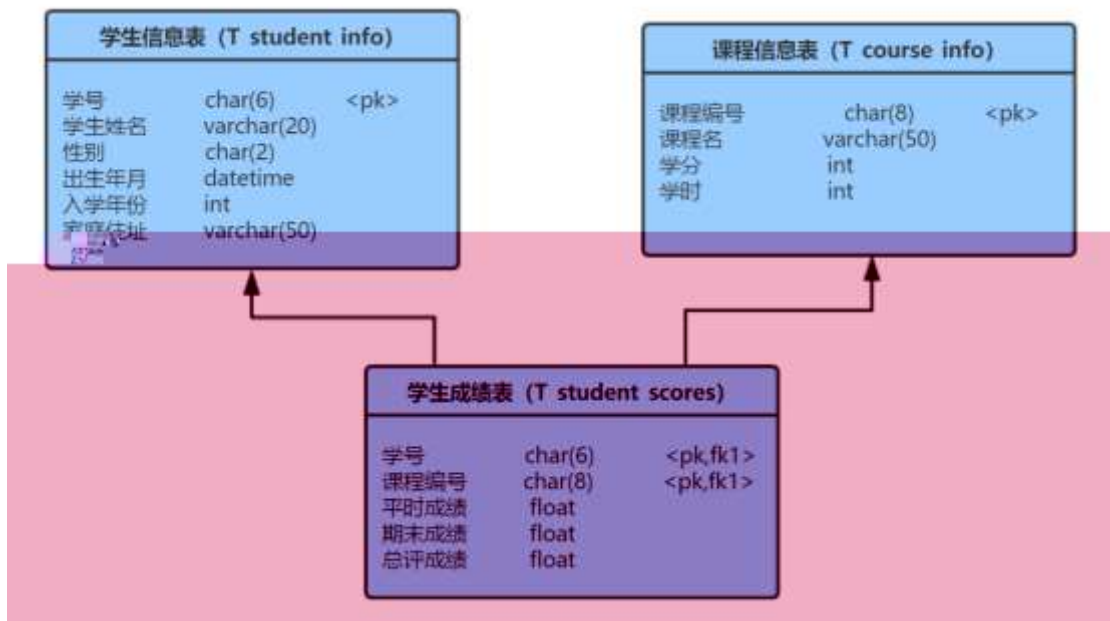 学生信息表 (T student info)
学号 char(6) <pk>
学生姓名 varchar(20)
性别 char(2)
出生年月 datetime
入学年份 int
家庭住址 varchar(50)
课程信息表 (T course info)
课程编号 char(8) <pk>
课程名 varchar(50)
学分 int
学时 int
学生成绩表 (T student scores)
学号 char(6) <pk,fk1>
课程编号 char(8) <pk,fk1>
平时成绩 float
期末成绩 float
总评成绩 float